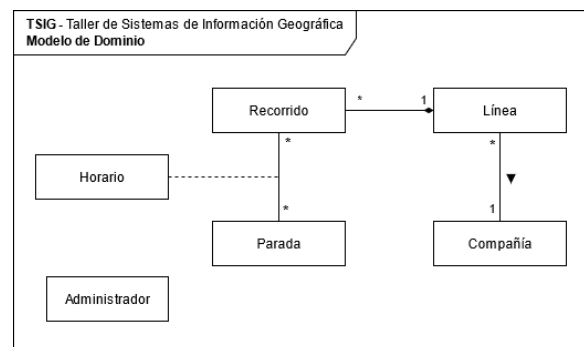 TSIG - Taller de Sistemas de Información Geográfica
Modelo de Dominio
Recorrido
* 1
Línea
*
*
Horario
*
1
Parada
Compañía
Administrador